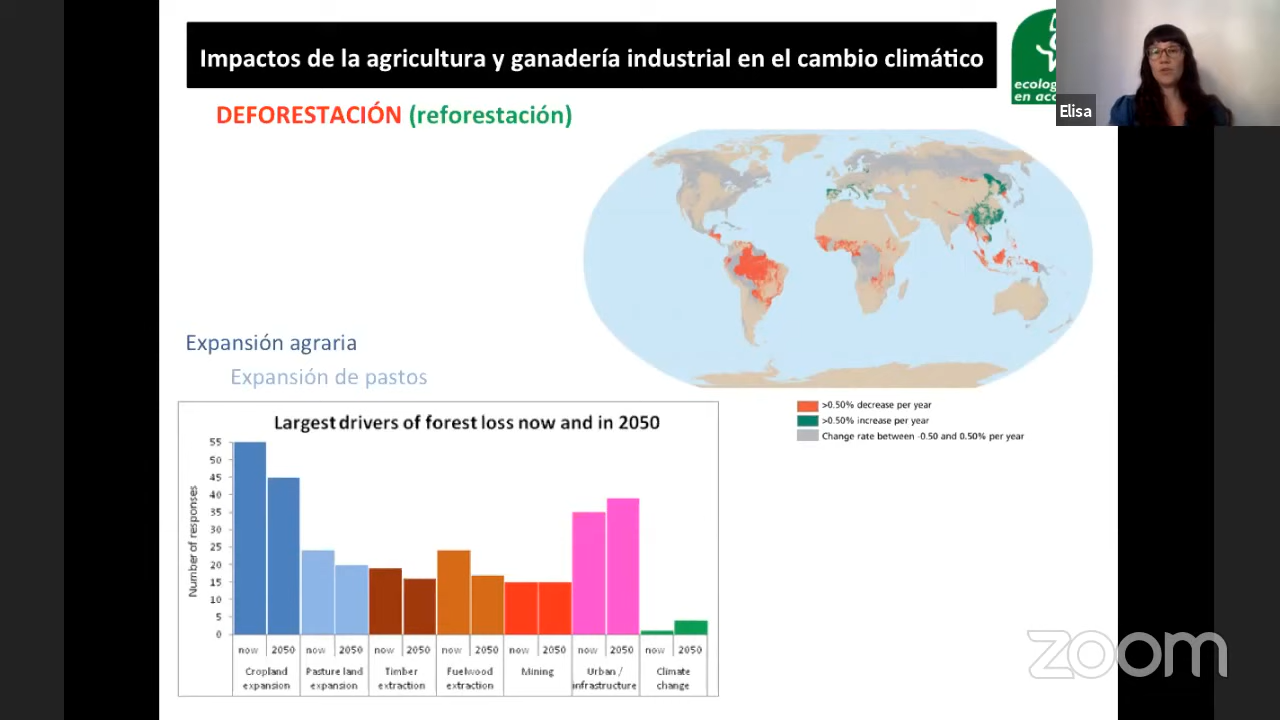 Impactos de la agricultura y ganadería industrial en el cambio climático
DEFORESTACIÓN (reforestación)
en
Elisa
Expansión agraria
Expansión de pastos
>0.50% decrease per year
>0.50% increase per year
Change rate between -0.50 and 0.50% per year
Largest drivers of forest loss now and in 2050
Number of responses
55
50
45
40
35
30
25
20
15
10
5
0
now 2050 now 2050 now 2050 now 2050 now 2050 now 2050 now 2050
Cropland expansion
Pasture land expansion
Timber extraction
Fuelwood extraction
Mining
Urban / infrastructure
Climate change
zoom